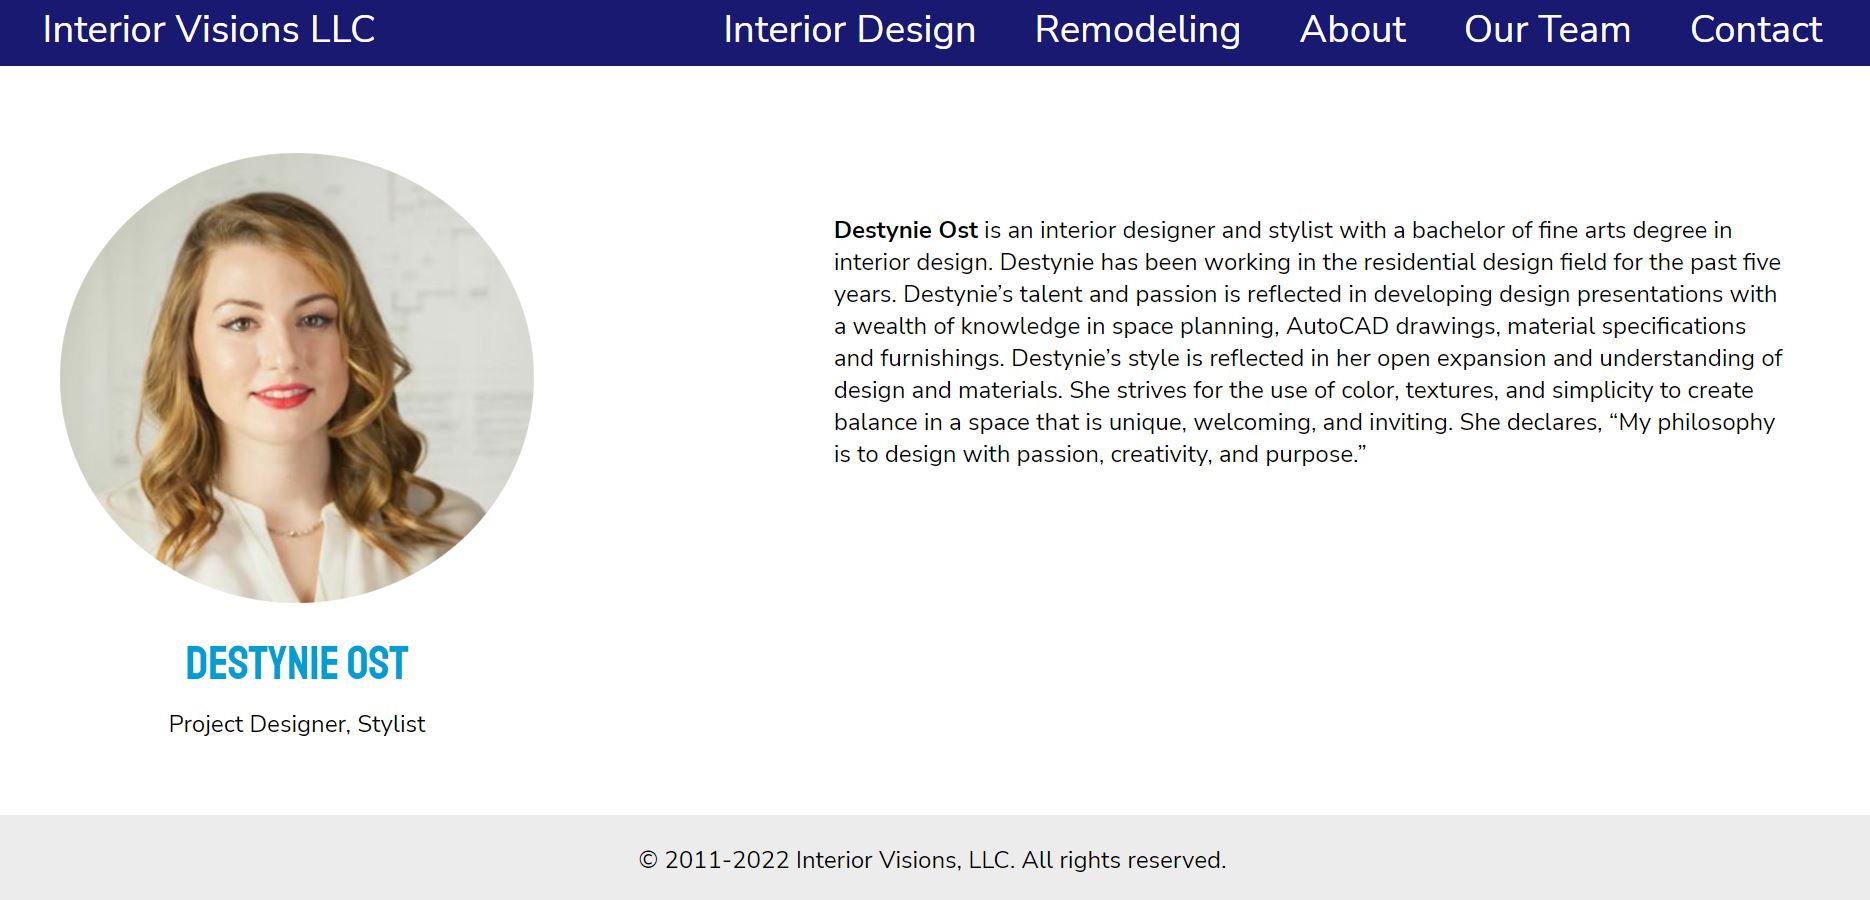 Interior Visions LLC
Interior Design Remodeling About Our Team Contact
Destynie Ost is an interior designer and stylist with a bachelor of fine arts degree in
interior design. Destynie has been working in the residential design field for the past five
years. Destynie’s talent and passion is reflected in developing design presentations with
a wealth of knowledge in space planning, AutoCAD drawings, material specifications
and furnishings. Destynie’s style is reflected in her open expansion and understanding of
design and materials. She strives for the use of color, textures, and simplicity to create
balance in a space that is unique, welcoming, and inviting. She declares, “My philosophy
is to design with passion, creativity, and purpose.”
DESTYNIE OST
Project Designer, Stylist
© 2011-2022 Interior Visions, LLC. All rights reserved.